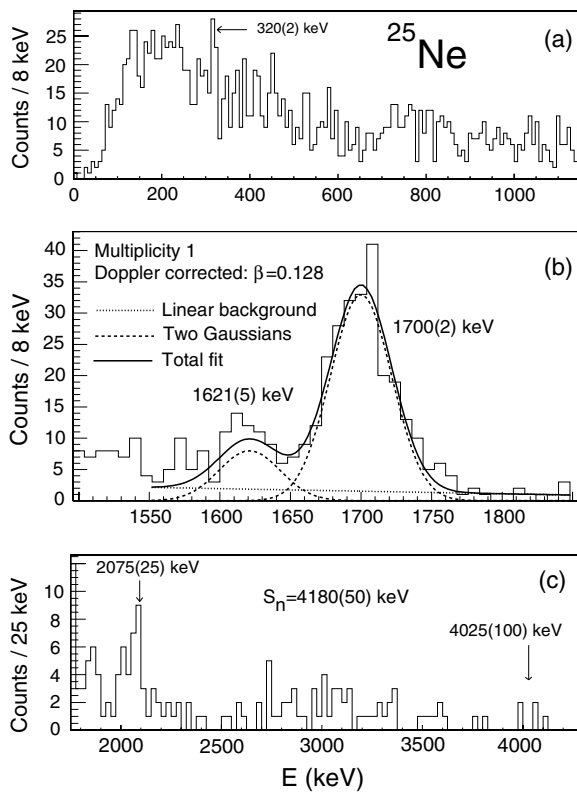 320(2) keV
²⁵Ne
(a)
Counts / 8 keV
25
20
15
10
5
0
0 200 400 600 800 1000
Multiplicity 1
Doppler corrected: β=0.128
(b)
Linear background
Two Gaussians
Total fit
1700(2) keV
1621(5) keV
Counts / 8 keV
40
35
30
25
20
15
10
5
0
1550 1600 1650 1700 1750 1800
2075(25) keV
(c)
S_n=4180(50) keV
4025(100) keV
Counts / 25 keV
10
8
6
4
2
0
2000 2500 3000 3500 4000
E (keV)